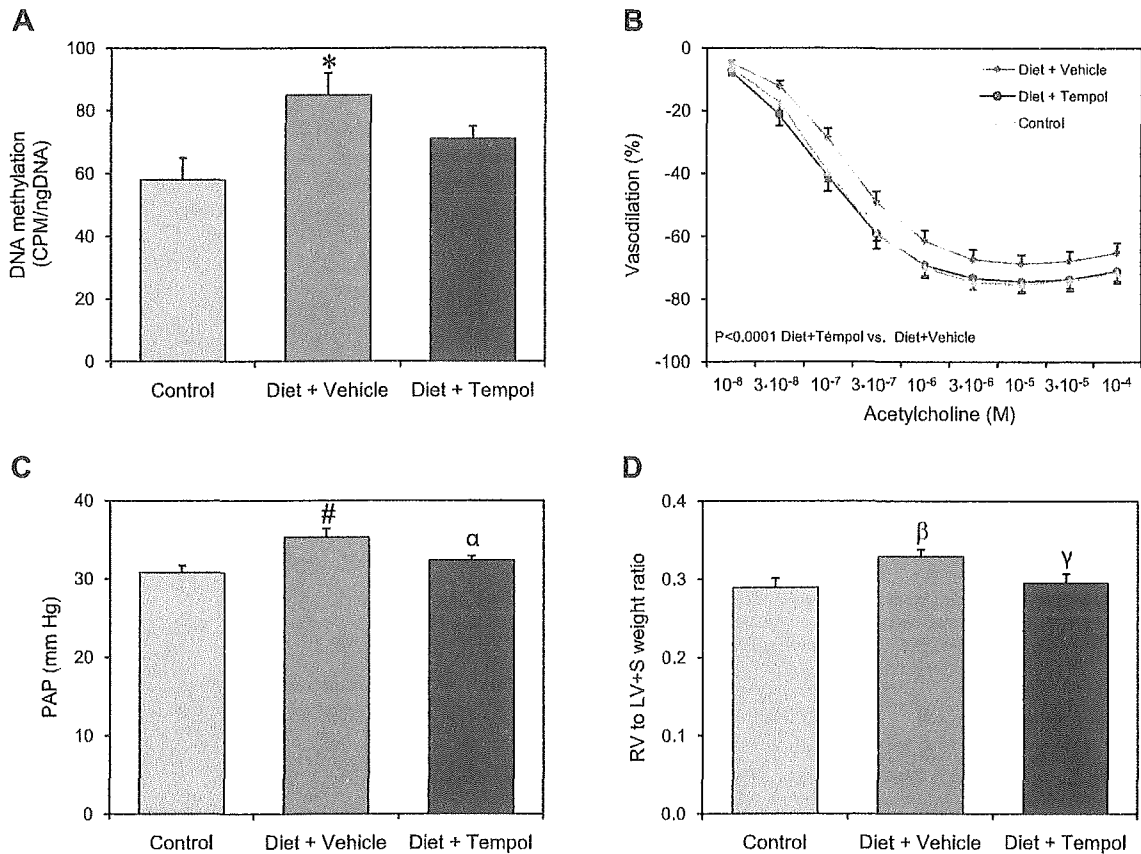 A
100
80
60
40
20
0
DNA methylation
(CPM/ngDNA)
*
Control
Diet + Vehicle
Diet + Tempol
B
0
-20
-40
-60
-80
-100
Vasodilation (%)
Diet + Vehicle
Diet + Tempol
Control
P<0.0001 Diet+Tempol vs. Diet+Vehicle
10⁻⁸ 3·10⁻⁸ 10⁻⁷ 3·10⁻⁷ 10⁻⁶ 3·10⁻⁶ 10⁻⁵ 3·10⁻⁵ 10⁻⁴
Acetylcholine (M)
C
40
30
20
10
0
PAP (mm Hg)
#
α
Control
Diet + Vehicle
Diet + Tempol
D
0.4
0.3
0.2
0.1
0.0
RV to LV+S weight ratio
β
γ
Control
Diet + Vehicle
Diet + Tempol